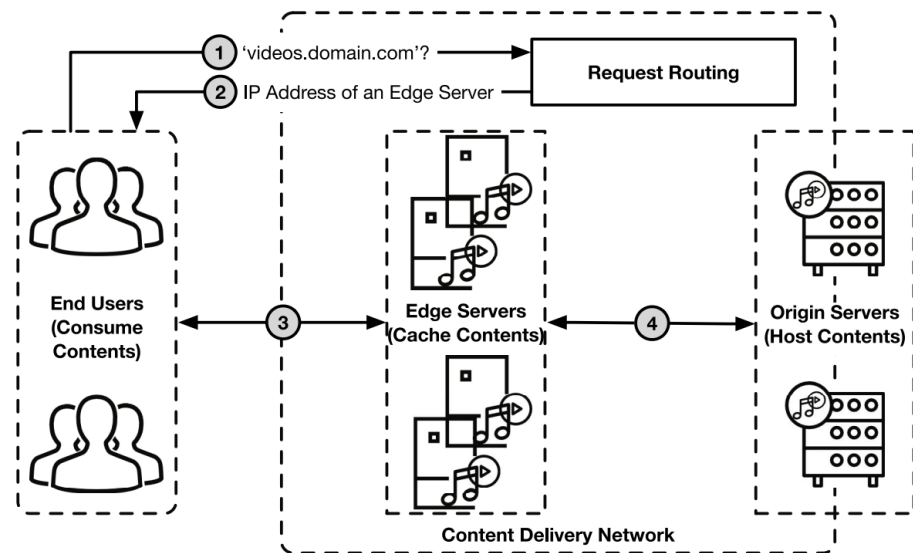 1 ‘videos.domain.com’?
Request Routing
2 IP Address of an Edge Server
End Users
(Consume
Contents)
3
Edge Servers
(Cache Contents)
4
Origin Servers
(Host Contents)
Content Delivery Network